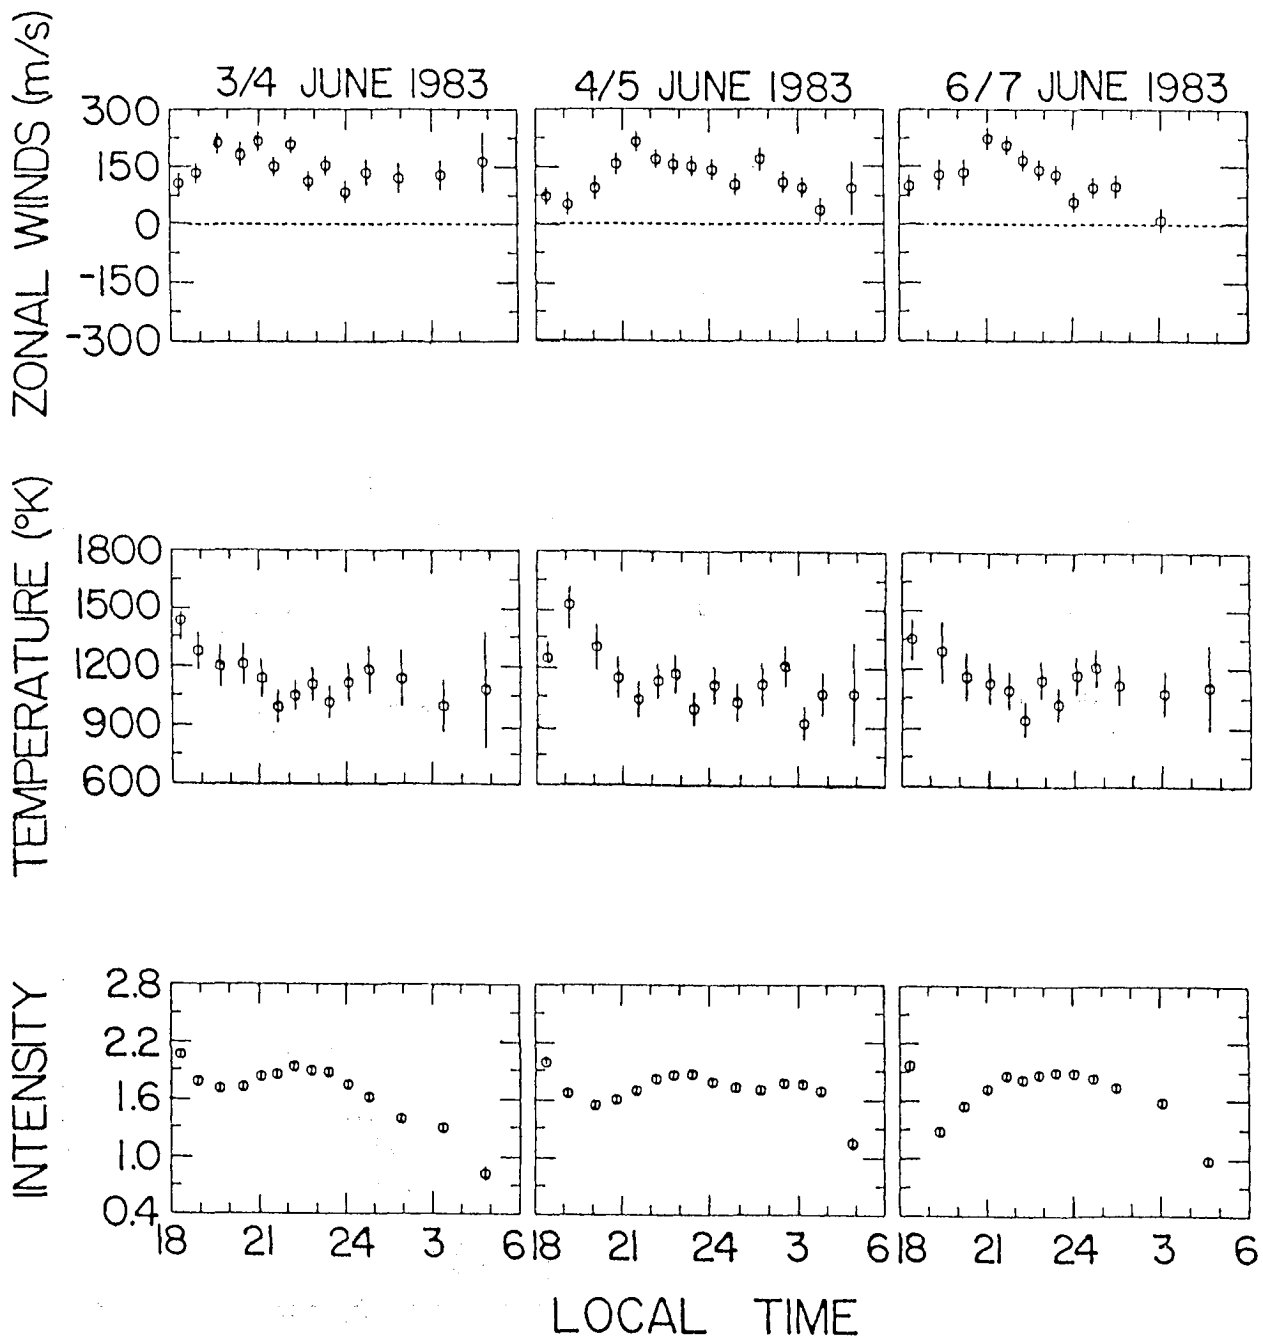 3/4 JUNE 1983 4/5 JUNE 1983 6/7 JUNE 1983
ZONAL WINDS (m/s)
300
150
0
-150
-300
TEMPERATURE (°K)
1800
1500
1200
900
600
INTENSITY
2.8
2.2
1.6
1.0
0.4
18 21 24 3 6 18 21 24 3 6 18 21 24 3 6
LOCAL TIME